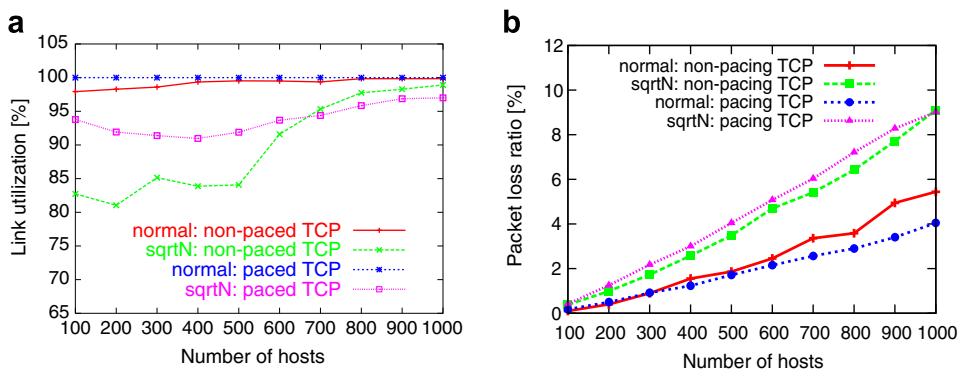 a
Link utilization [%]
105
100
95
90
85
80
75
70
65
normal: non-paced TCP
sqrtN: non-paced TCP
normal: paced TCP
sqrtN: paced TCP
100 200 300 400 500 600 700 800 900 1000
Number of hosts
b
Packet loss ratio [%]
12
10
8
6
4
2
0
normal: non-pacing TCP
sqrtN: non-pacing TCP
normal: pacing TCP
sqrtN: pacing TCP
100 200 300 400 500 600 700 800 900 1000
Number of hosts